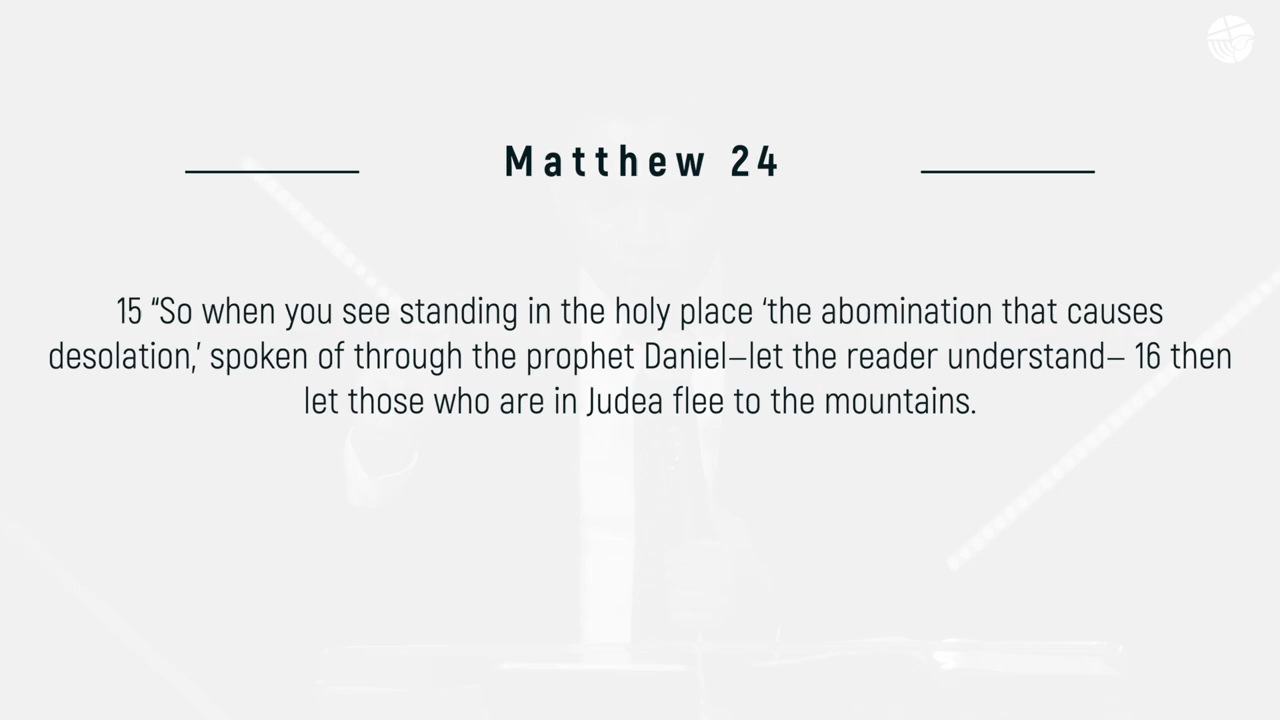 Matthew 24
15 “So when you see standing in the holy place ‘the abomination that causes
desolation,’ spoken of through the prophet Daniel—let the reader understand— 16 then
let those who are in Judea flee to the mountains.